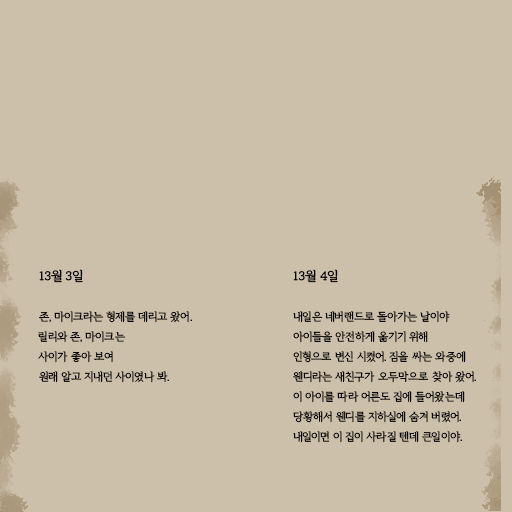 13월 3일
존, 마이크라는 형제를 데리고 왔어.
릴리와 존, 마이크는
사이가 좋아 보여
원래 알고 지내던 사이였나 봐.
13월 4일
내일은 네버랜드로 돌아가는 날이야
아이들을 안전하게 옮기기 위해
인형으로 변신 시켰어. 짐을 싸는 와중에
웬디라는 새친구가 오두막으로 찾아 왔어.
이 아이를 따라 어른도 집에 들어왔는데
당황해서 웬디를 지하실에 숨겨 버렸어.
내일이면 이 집이 사라질 텐데 큰일이야.